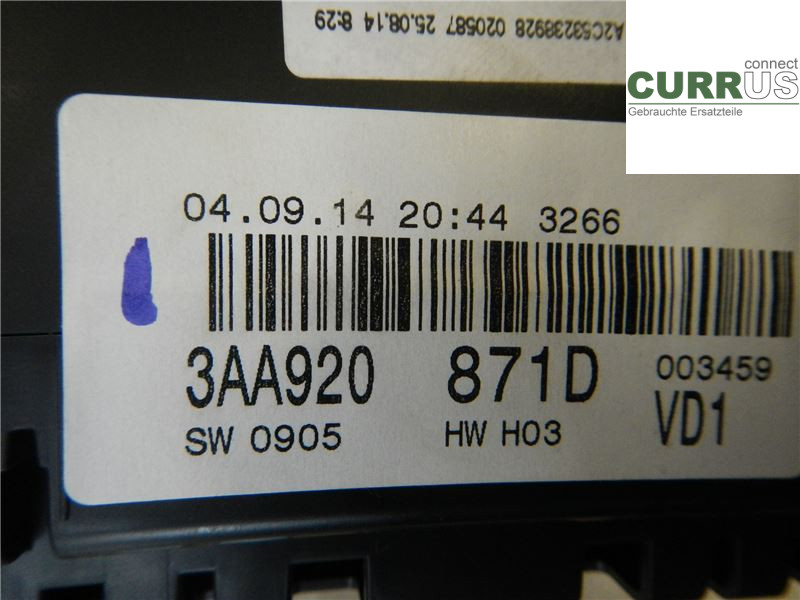 A2C53238928 020587 25.08.14 8:29
connect
CURRUS
Gebrauchte Ersatzteile
04.09.14 20:44 3266
3AA920 871D 003459
SW 0905 HW H03 VD1